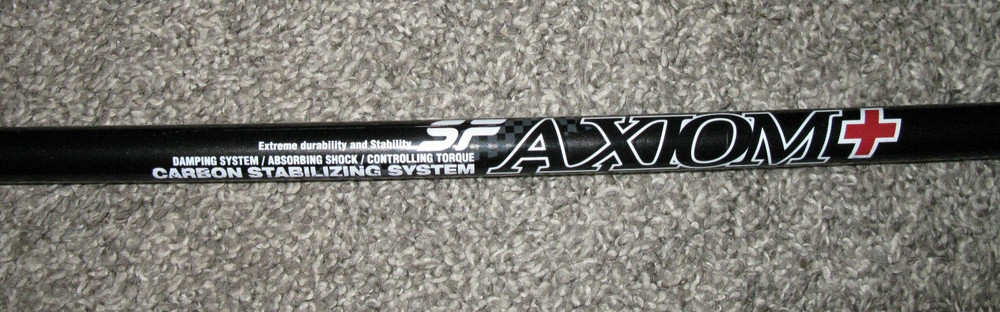 Extreme durability and Stability SF
DAMPING SYSTEM / ABSORBING SHOCK / CONTROLLING TORQUE
CARBON STABILIZING SYSTEM
AXIOM+